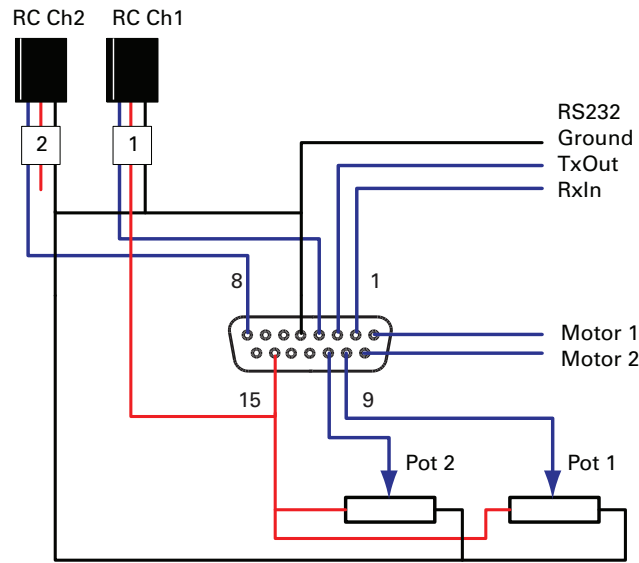 RC Ch2
RC Ch1
2
1
RS232
Ground
TxOut
RxIn
8
1
Motor 1
Motor 2
15
9
Pot 2
Pot 1